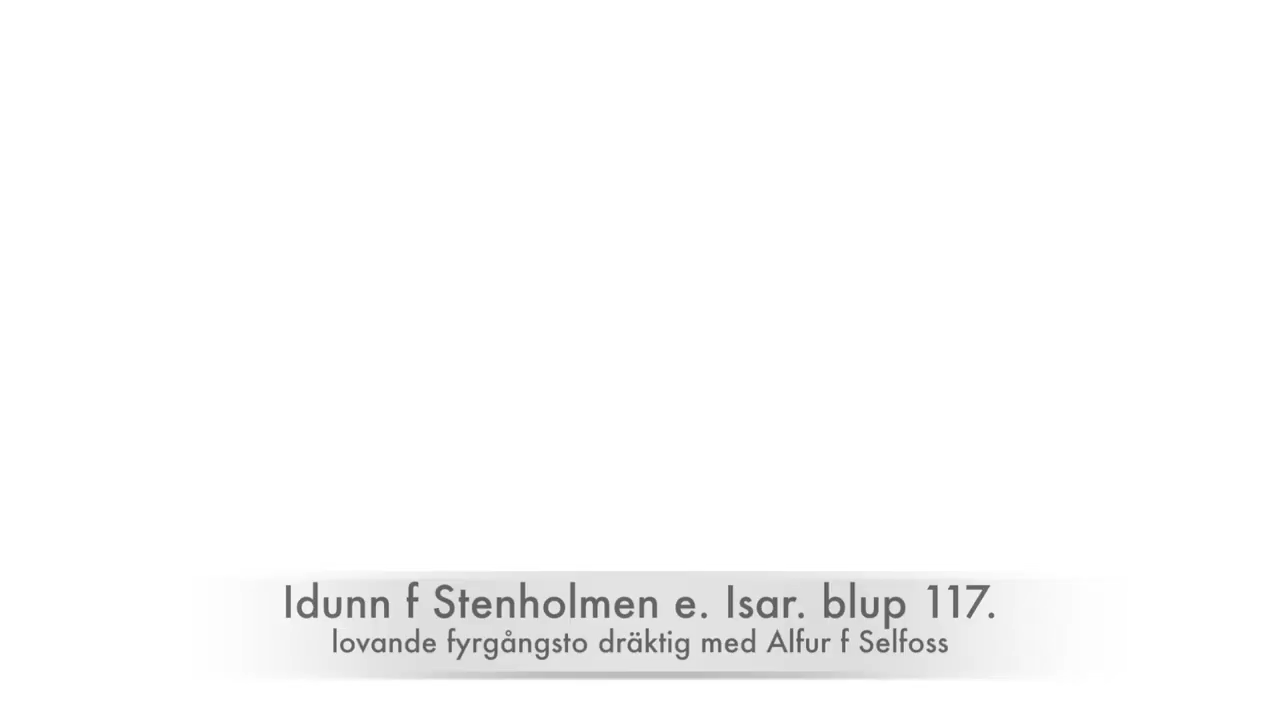 Idunn f Stenholmen e. Isar. blup 117.
lovande fyrgångsto dräktig med Alfur f Selfoss